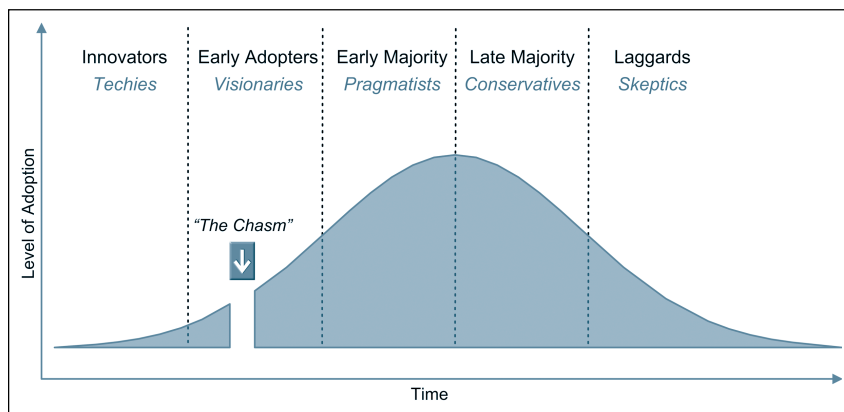 Innovators
Techies
Early Adopters
Visionaries
Early Majority
Pragmatists
Late Majority
Conservatives
Laggards
Skeptics
“The Chasm”
Level of Adoption
Time